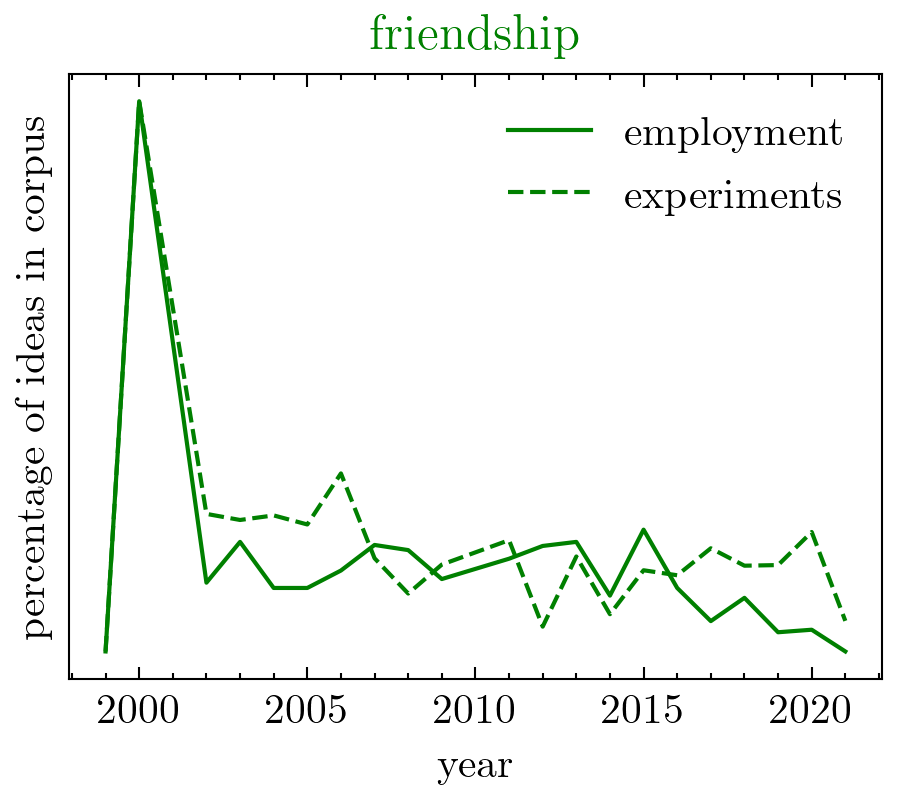 friendship
percentage of ideas in corpus
employment
experiments
2000 2005 2010 2015 2020
year